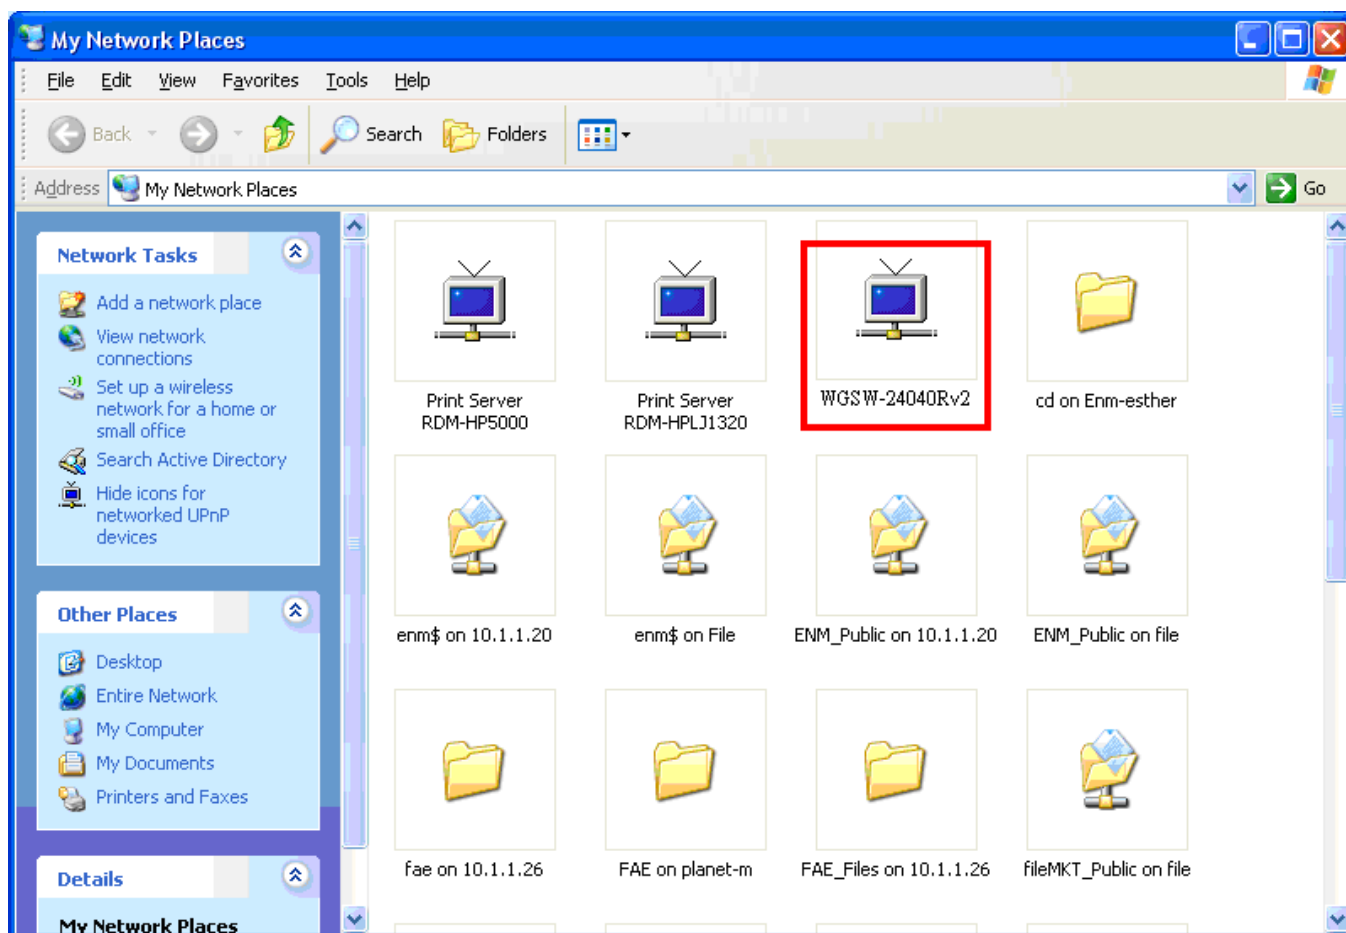 My Network Places
File Edit View Favorites Tools Help
Back Search Folders
Address My Network Places Go
Network Tasks
Add a network place
View network
connections
Set up a wireless
network for a home or
small office
Search Active Directory
Hide icons for
networked UPnP
devices
Other Places
Desktop
Entire Network
My Computer
My Documents
Printers and Faxes
Details
My Network Places
Print Server
RDM-HP5000
Print Server
RDM-HPLJ1320
WGSW-24040Rv2
cd on Enm-esther
enm$ on 10.1.1.20
enm$ on File
ENM_Public on 10.1.1.20
ENM_Public on file
fae on 10.1.1.26
FAE on planet-m
FAE_Files on 10.1.1.26
fileMKT_Public on file